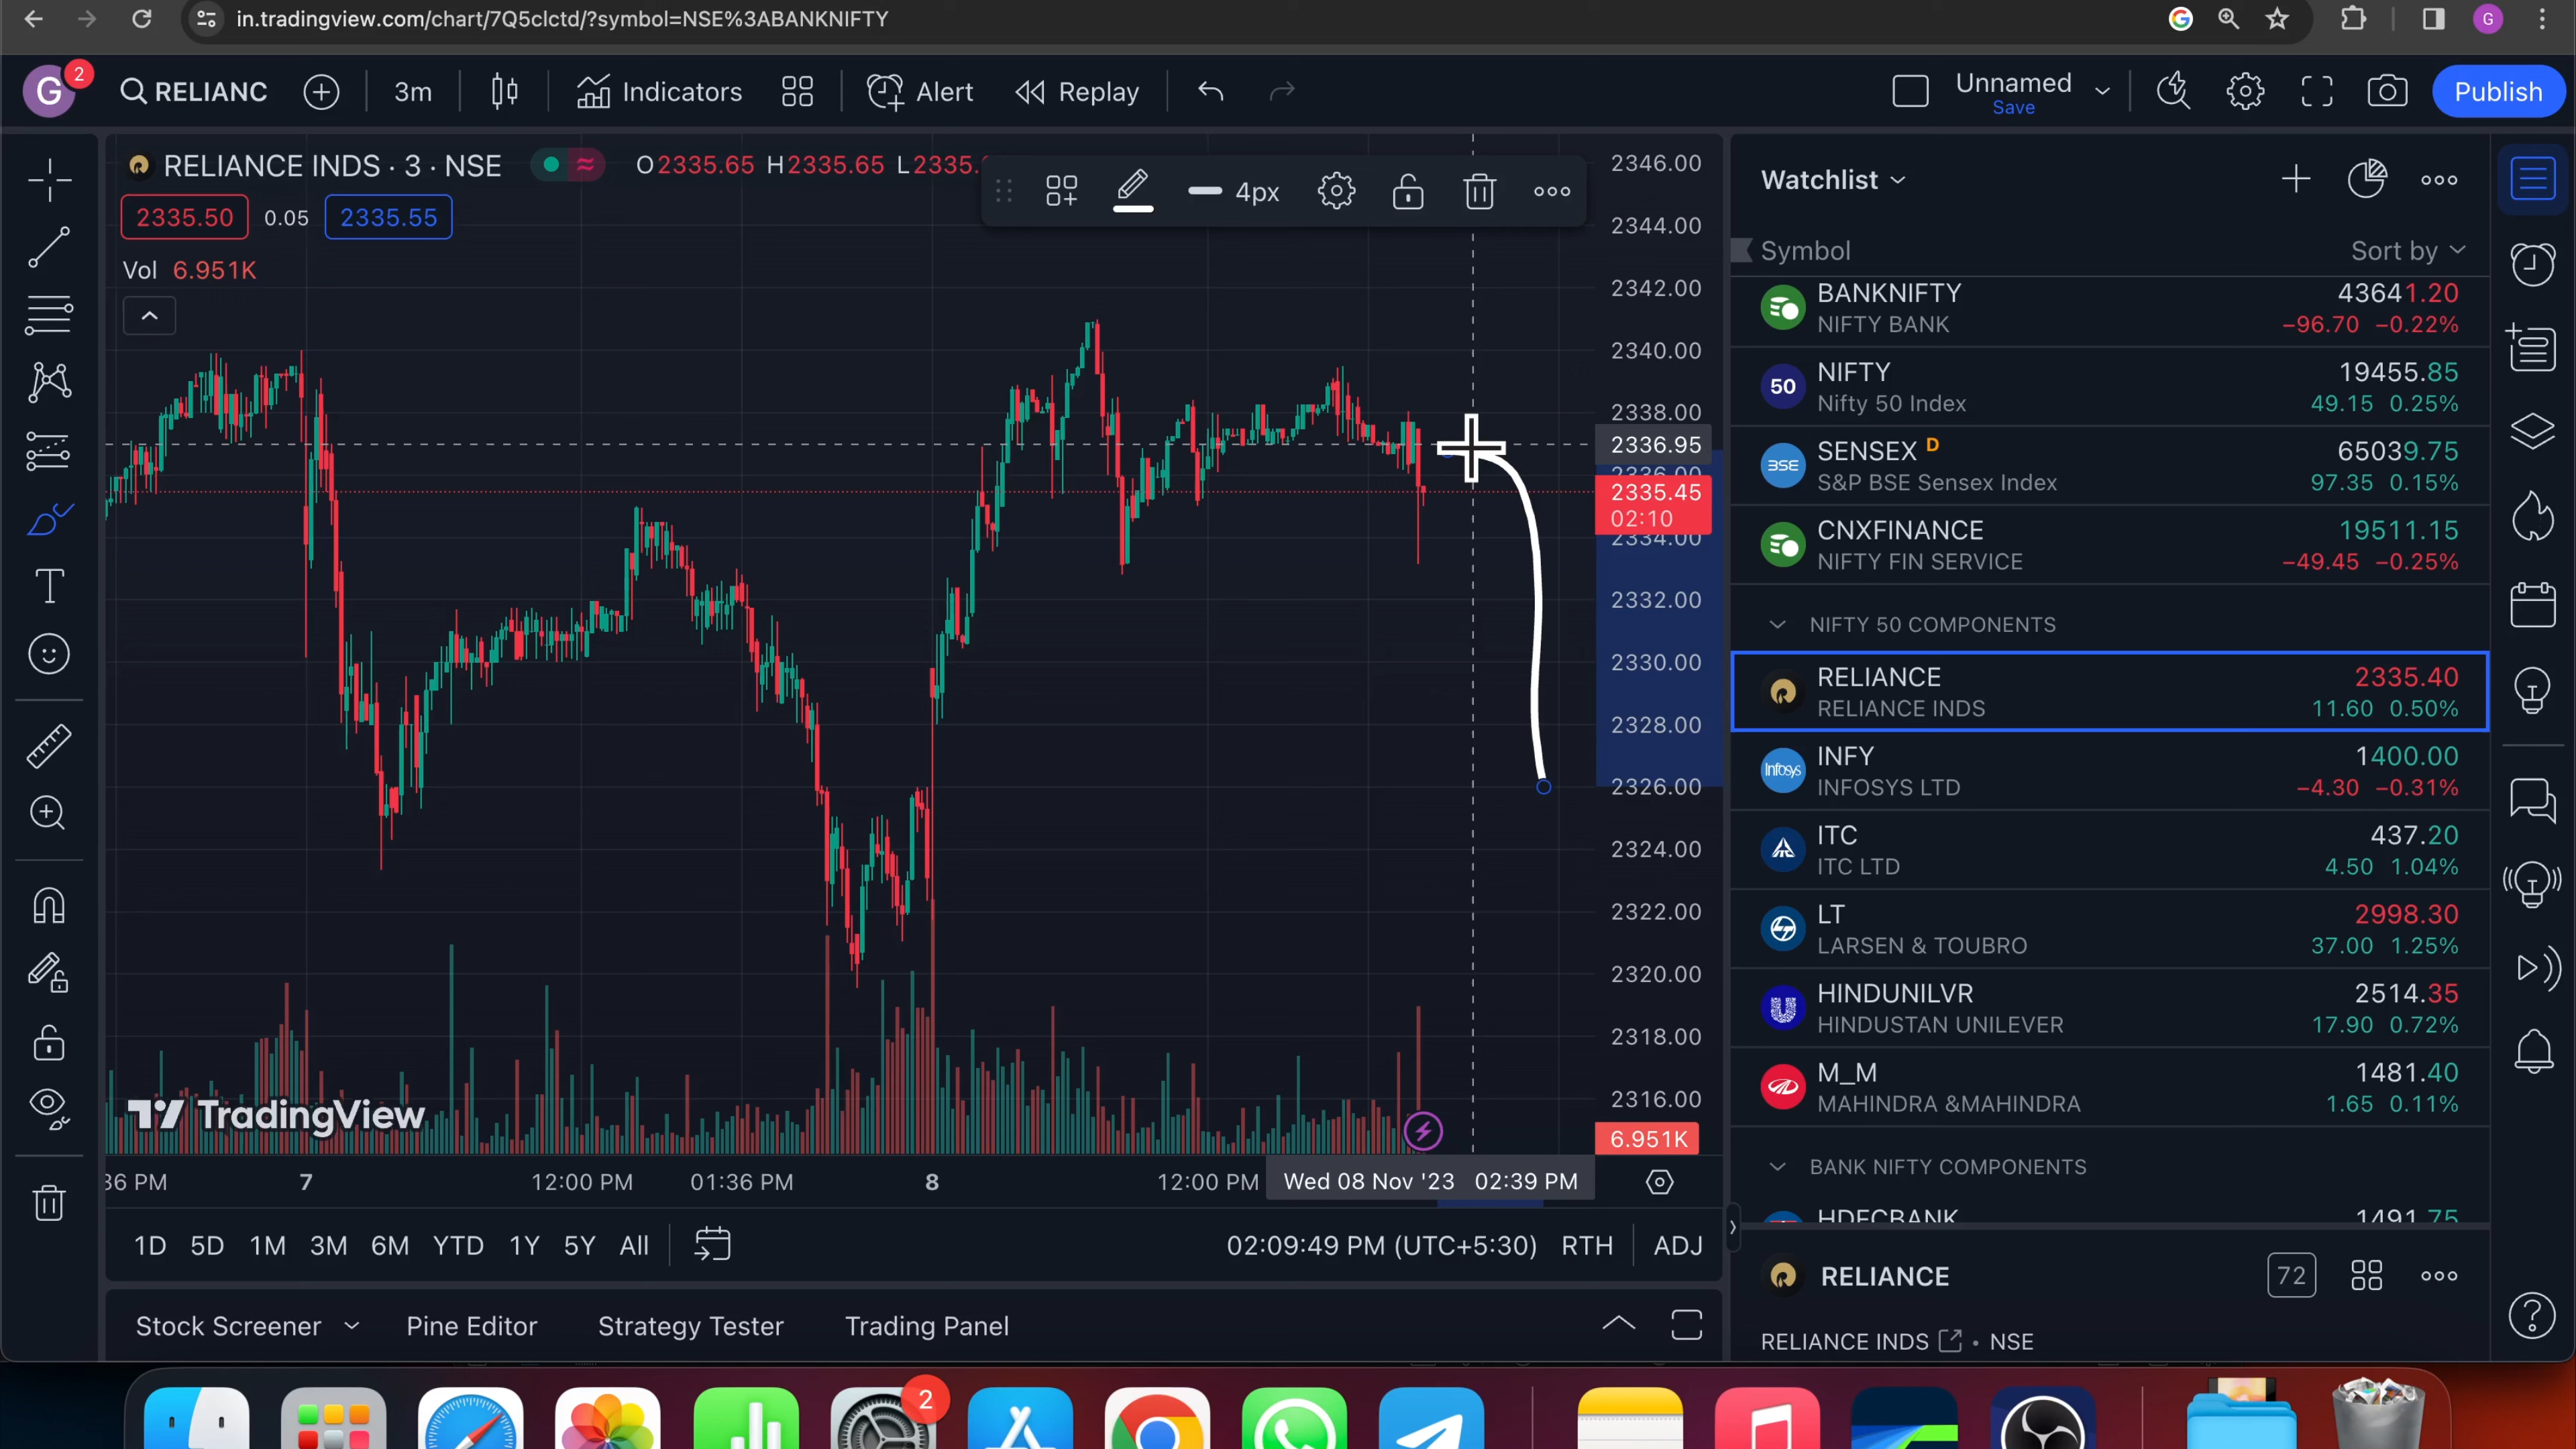 in.tradingview.com/chart/7Q5clctd/?symbol=NSE%3ABANKNIFTY
G
G 2 RELIANC 3m Indicators Alert Replay Unnamed Save Publish
RELIANCE INDS · 3 · NSE O2335.65 H2335.65 L2335.
4px
2335.50 0.05 2335.55
Vol 6.951K
2346.00
2344.00
2342.00
2340.00
2338.00
2336.95
2335.45
02:10
2334.00
2332.00
2330.00
2328.00
2326.00
2324.00
2322.00
2320.00
2318.00
2316.00
6.951K
TradingView
36 PM 7 12:00 PM 01:36 PM 8 12:00 PM Wed 08 Nov '23 02:39 PM
1D 5D 1M 3M 6M YTD 1Y 5Y All 02:09:49 PM (UTC+5:30) RTH ADJ
Stock Screener Pine Editor Strategy Tester Trading Panel
Watchlist
Symbol Sort by
BANKNIFTY 43641.20
NIFTY BANK −96.70 −0.22%
50 NIFTY 19455.85
Nifty 50 Index 49.15 0.25%
BSE SENSEX D 65039.75
S&P BSE Sensex Index 97.35 0.15%
CNXFINANCE 19511.15
NIFTY FIN SERVICE −49.45 −0.25%
NIFTY 50 COMPONENTS
RELIANCE 2335.40
RELIANCE INDS 11.60 0.50%
Infosys INFY 1400.00
INFOSYS LTD −4.30 −0.31%
ITC 437.20
ITC LTD 4.50 1.04%
LT 2998.30
LARSEN & TOUBRO 37.00 1.25%
HINDUNILVR 2514.35
HINDUSTAN UNILEVER 17.90 0.72%
M_M 1481.40
MAHINDRA &MAHINDRA 1.65 0.11%
BANK NIFTY COMPONENTS
HDFCBANK 1491.75
RELIANCE 72
RELIANCE INDS • NSE
2